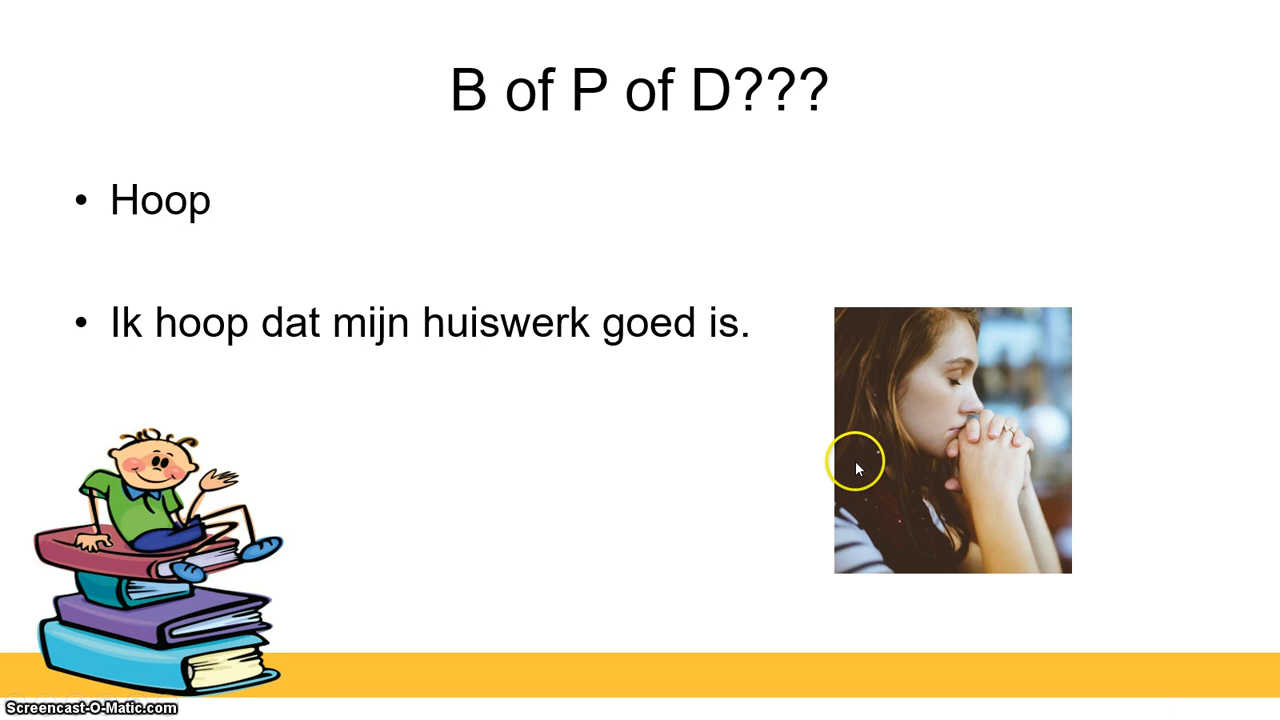 B of P of D???
Hoop
Ik hoop dat mijn huiswerk goed is.
Screencast-O-Matic.com